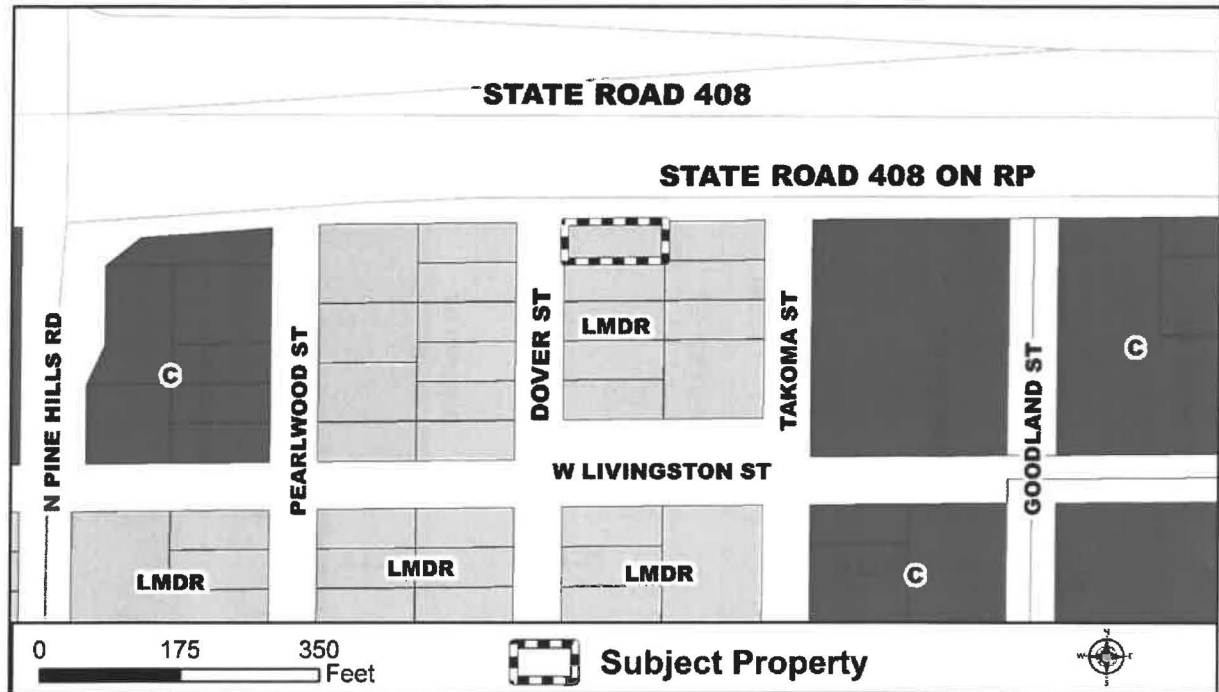 STATE ROAD 408
STATE ROAD 408 ON RP
N PINE HILLS RD
C
PEARLWOOD ST
DOVER ST
LMDR
TAKOMA ST
C
GOODLAND ST
W LIVINGSTON ST
LMDR
LMDR
LMDR
C
0 175 350
Feet
Subject Property
N
W E
S